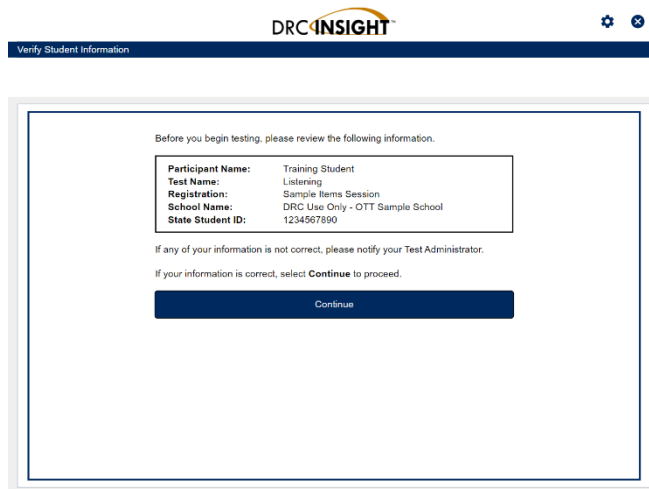 DRC INSIGHT™
Verify Student Information
Before you begin testing, please review the following information.
Participant Name: Training Student
Test Name: Listening
Registration: Sample Items Session
School Name: DRC Use Only - OTT Sample School
State Student ID: 1234567890
If any of your information is not correct, please notify your Test Administrator.
If your information is correct, select Continue to proceed.
Continue